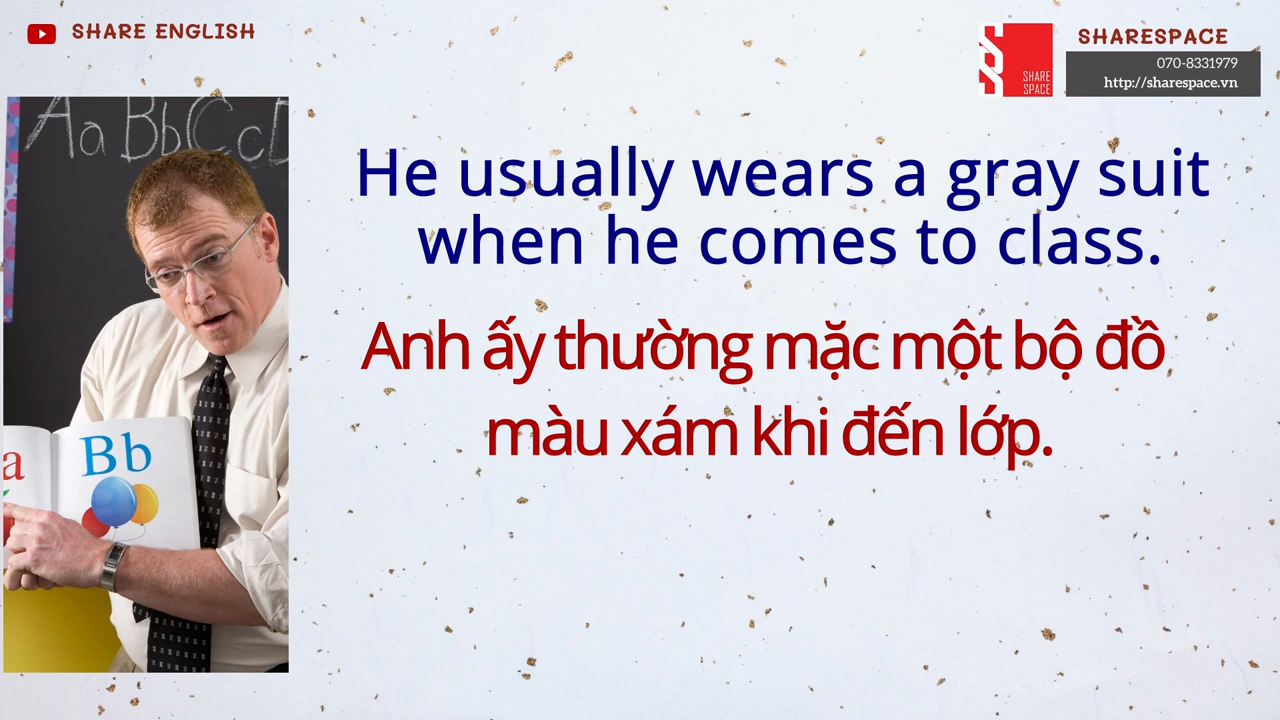 SHARE ENGLISH
SHARE
SPACE
SHARESPACE
070-8331979
http://sharespace.vn
Aa Bb Cc D
He usually wears a gray suit
when he comes to class.
Anh ấy thường mặc một bộ đồ
màu xám khi đến lớp.
a
Bb